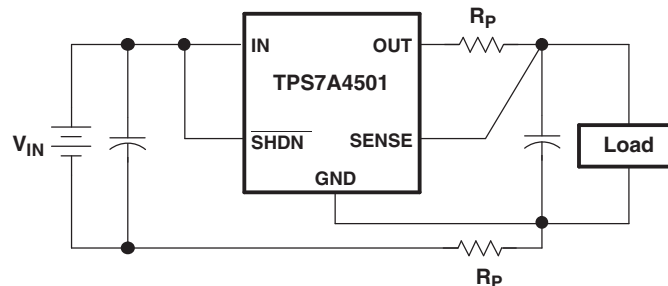 R_P
IN OUT
TPS7A4501
V_IN
SHDN SENSE
Load
GND
R_P